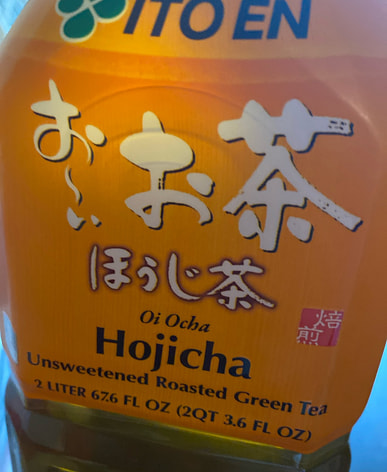 ITO EN
お〜いお茶
ほうじ茶
焙煎
Oi Ocha
Hojicha
Unsweetened Roasted Green Tea
2 LITER 67.6 FL OZ (2QT 3.6 FL OZ)